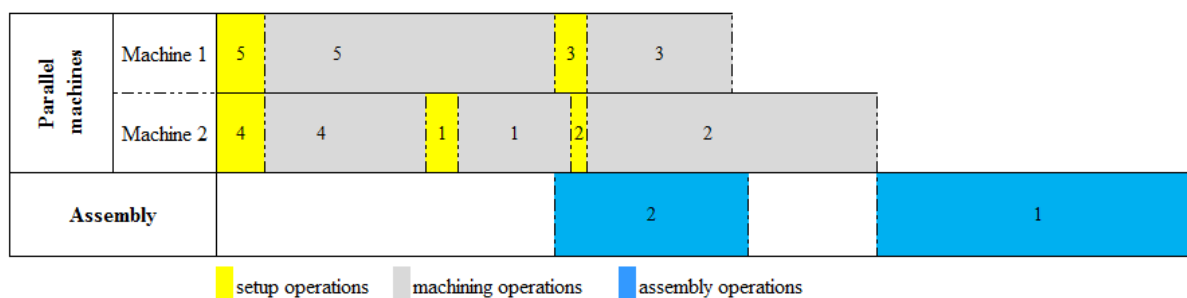 Parallel machines
Machine 1
5 5 3 3
Machine 2
4 4 1 1 2 2
Assembly
2 1
setup operations machining operations assembly operations